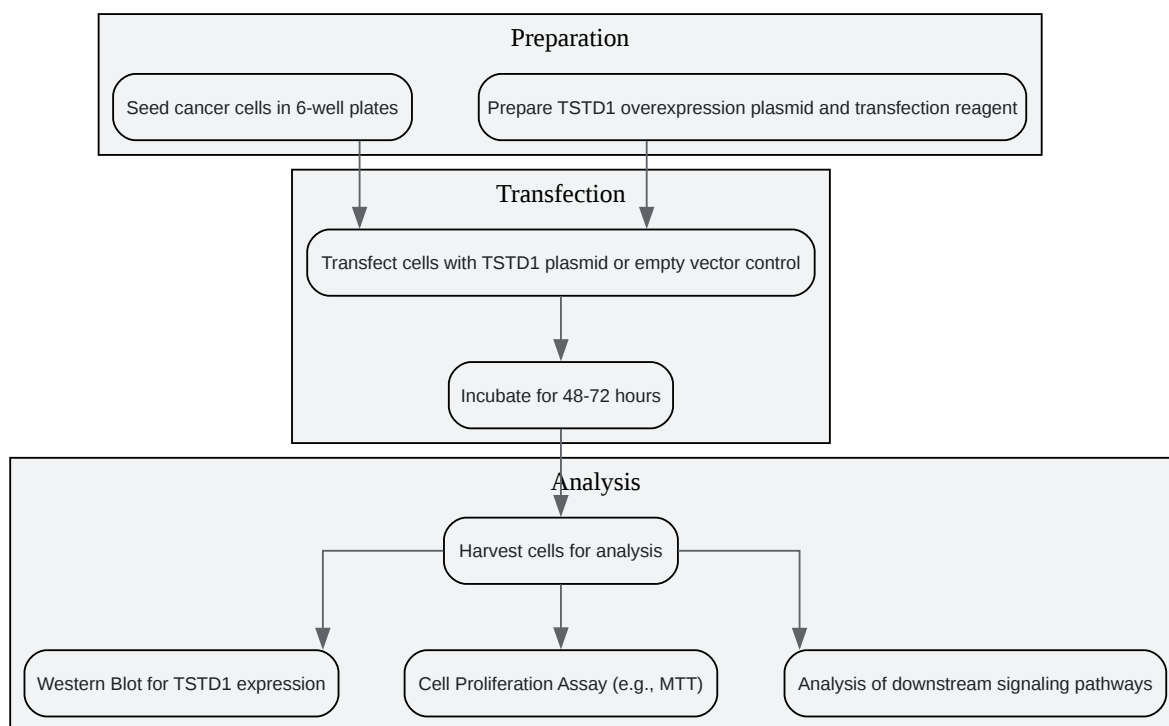 Preparation
Seed cancer cells in 6-well plates
Prepare TSTD1 overexpression plasmid and transfection reagent
Transfection
Transfect cells with TSTD1 plasmid or empty vector control
Incubate for 48-72 hours
Analysis
Harvest cells for analysis
Western Blot for TSTD1 expression
Cell Proliferation Assay (e.g., MTT)
Analysis of downstream signaling pathways